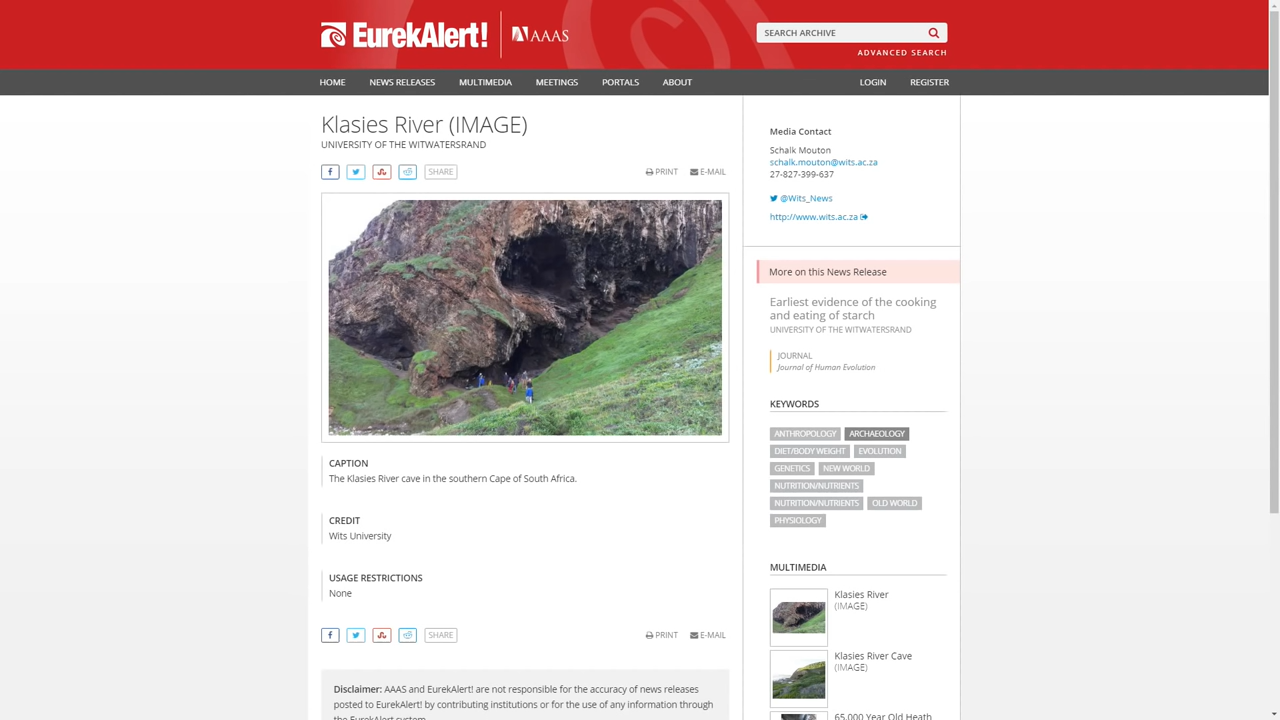 EurekAlert!
AAAS
SEARCH ARCHIVE
ADVANCED SEARCH
HOME
NEWS RELEASES
MULTIMEDIA
MEETINGS
PORTALS
ABOUT
LOGIN
REGISTER
Klasies River (IMAGE)
UNIVERSITY OF THE WITWATERSRAND
SHARE
PRINT
E-MAIL
CAPTION
The Klasies River cave in the southern Cape of South Africa.
CREDIT
Wits University
USAGE RESTRICTIONS
None
SHARE
PRINT
E-MAIL
Disclaimer: AAAS and EurekAlert! are not responsible for the accuracy of news releases
posted to EurekAlert! by contributing institutions or for the use of any information through
the EurekAlert system.
Media Contact
Schalk Mouton
schalk.mouton@wits.ac.za
27-827-399-637
@Wits_News
http://www.wits.ac.za
More on this News Release
Earliest evidence of the cooking
and eating of starch
UNIVERSITY OF THE WITWATERSRAND
JOURNAL
Journal of Human Evolution
KEYWORDS
ANTHROPOLOGY
ARCHAEOLOGY
DIET/BODY WEIGHT
EVOLUTION
GENETICS
NEW WORLD
NUTRITION/NUTRIENTS
NUTRITION/NUTRIENTS
OLD WORLD
PHYSIOLOGY
MULTIMEDIA
Klasies River
(IMAGE)
Klasies River Cave
(IMAGE)
65,000 Year Old Heath